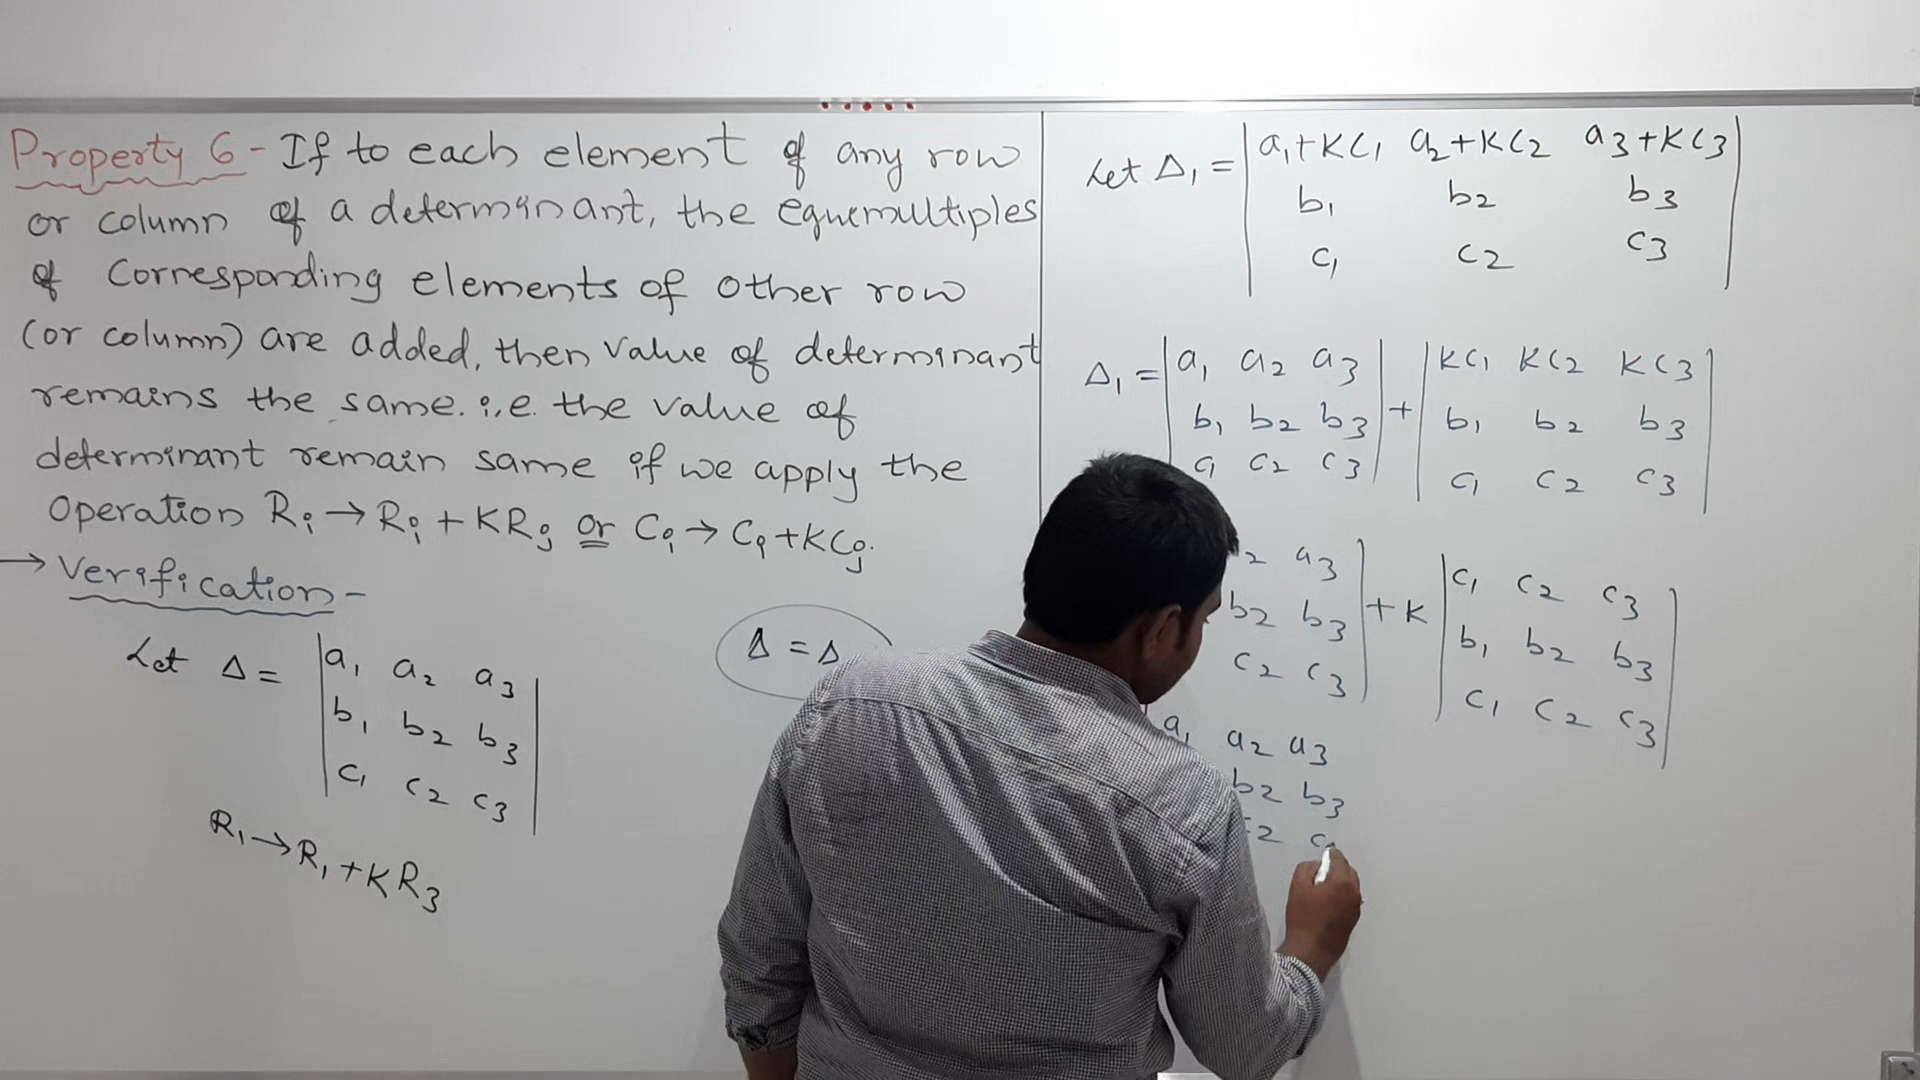 Property 6 - If to each element of any row
or column of a determinant, the equemultiples
of corresponding elements of other row
(or column) are added, then value of determinant
remains the same. i.e. the value of
determinant remain same if we apply the
operation Ri → Ri + KRj or Ci → Ci + KCj.
→ Verification -
Let Δ = | a1 a2 a3
b1 b2 b3
c1 c2 c3 |
R1 → R1 + KR3
Δ = Δ
Let Δ1 = | a1+KC1 a2+KC2 a3+KC3 |
b1 b2 b3
c1 c2 c3
Δ1 = | a1 a2 a3 | + | KC1 KC2 KC3 |
b1 b2 b3 b1 b2 b3
c1 c2 c3 c1 c2 c3
2 a3 | + K | c1 c2 c3 |
b2 b3 b1 b2 b3
c2 c3 c1 c2 c3
a1 a2 a3
b2 b3
c2 c